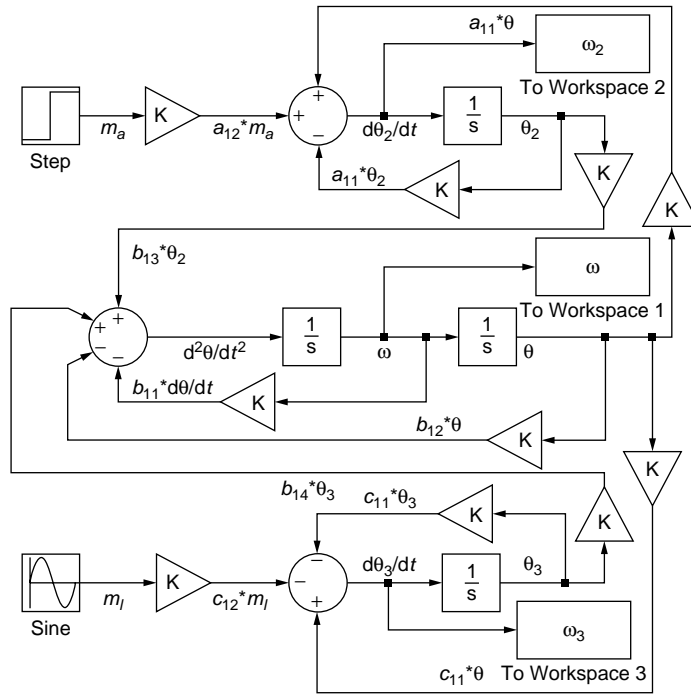 a₁₁*θ
ω₂
To Workspace 2
Step
mₐ
K
a₁₂*mₐ
+
+
−
dθ₂/dt
1/s
θ₂
K
a₁₁*θ₂
K
K
b₁₃*θ₂
ω
To Workspace 1
+
+
−
−
d²θ/dt²
1/s
ω
1/s
θ
b₁₁*dθ/dt
K
b₁₂*θ
K
K
b₁₄*θ₃
c₁₁*θ₃
K
K
Sine
mₗ
K
c₁₂*mₗ
−
−
+
dθ₃/dt
1/s
θ₃
ω₃
To Workspace 3
c₁₁*θ